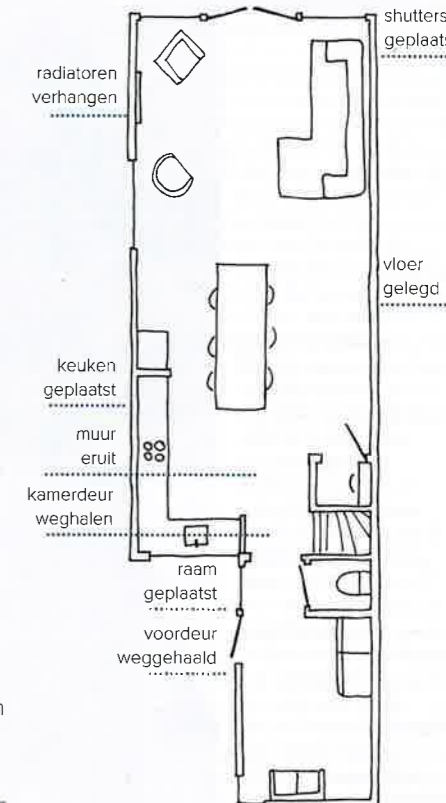 shutters
geplaats
radiatoren
verhangen
vloer
gelegd
keuken
geplaatst
muur
eruit
kamerdeur
weghalen
raam
geplaatst
voordeur
weggehaald